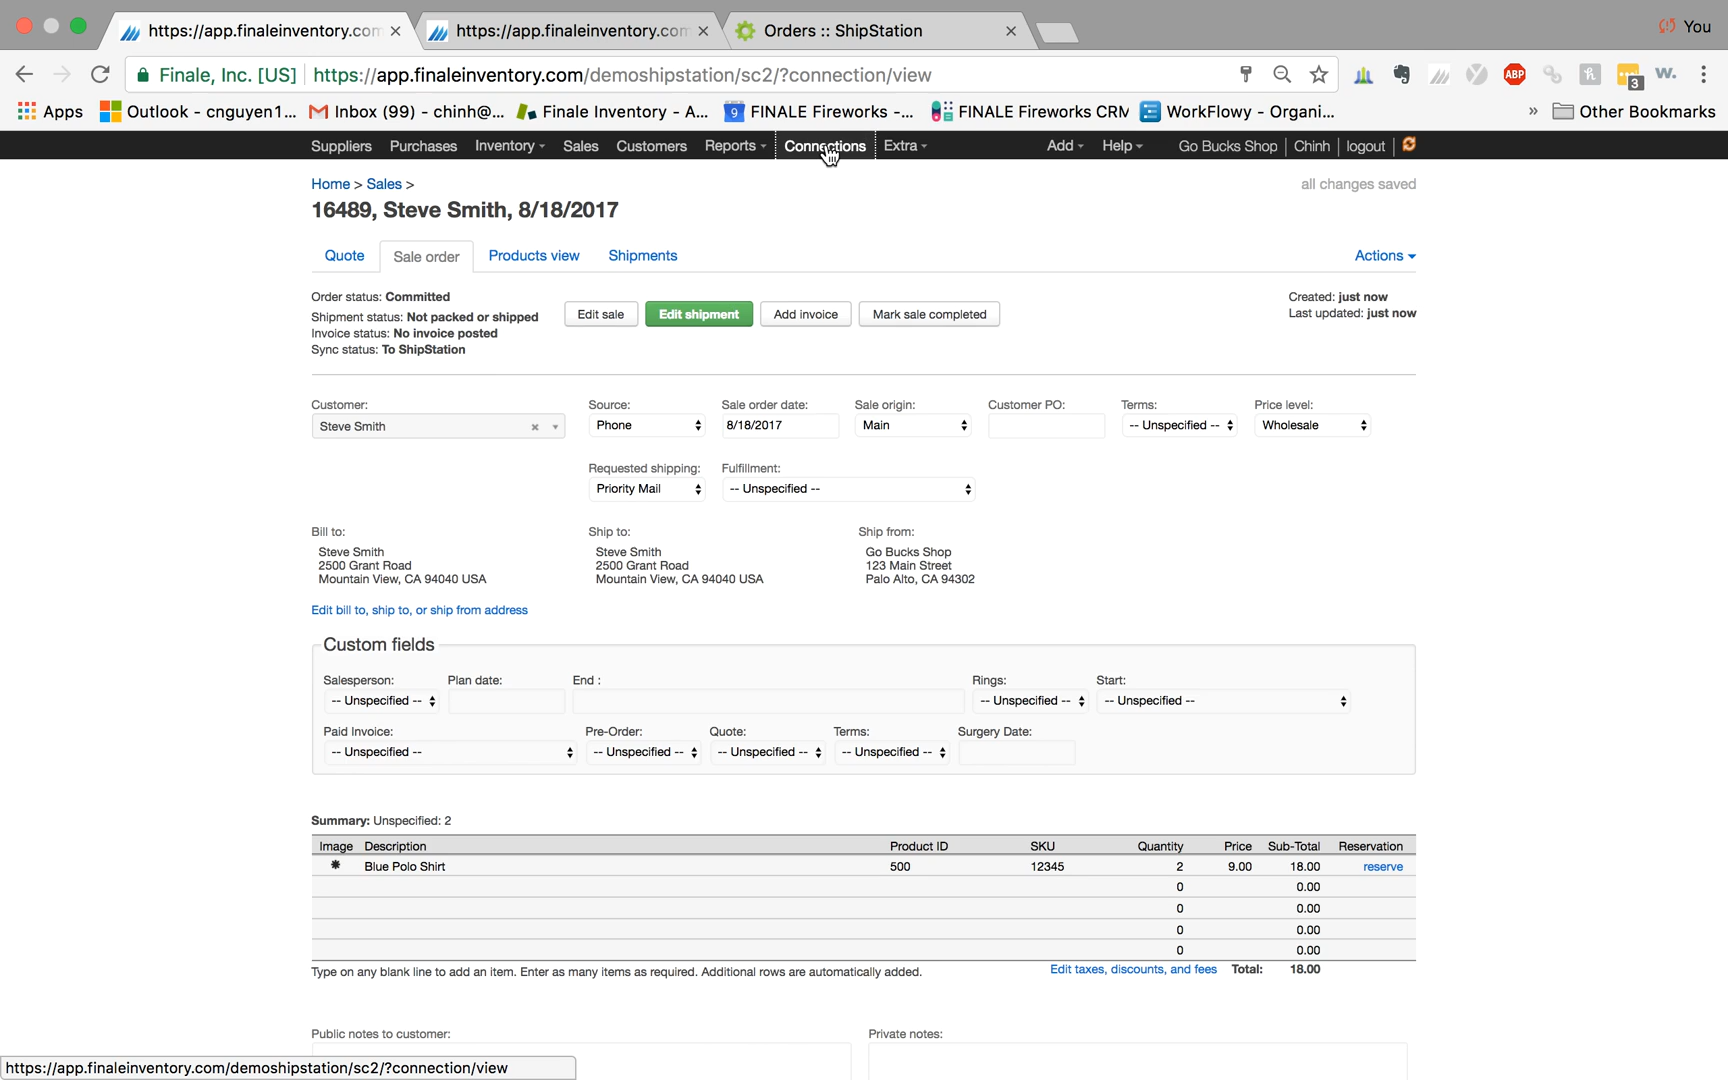 https://app.finaleinventory.com
https://app.finaleinventory.com
Orders :: ShipStation
You
Finale, Inc. [US]
https://app.finaleinventory.com/demoshipstation/sc2/?connection/view
ABP
W.
3
Apps
Outlook - cnguyen1...
Inbox (99) - chinh@...
Finale Inventory - A...
9
FINALE Fireworks -...
FINALE Fireworks CRM
WorkFlowy - Organi...
»
Other Bookmarks
Suppliers
Purchases
Inventory
Sales
Customers
Reports
Connections
Extra
Add
Help
Go Bucks Shop
Chinh
logout
Home > Sales >
all changes saved
16489, Steve Smith, 8/18/2017
Quote
Sale order
Products view
Shipments
Actions
Order status: Committed
Shipment status: Not packed or shipped
Invoice status: No invoice posted
Sync status: To ShipStation
Edit sale
Edit shipment
Add invoice
Mark sale completed
Created: just now
Last updated: just now
Customer:
Source:
Sale order date:
Sale origin:
Customer PO:
Terms:
Price level:
Steve Smith
Phone
8/18/2017
Main
-- Unspecified --
Wholesale
Requested shipping:
Fulfillment:
Priority Mail
-- Unspecified --
Bill to:
Steve Smith
2500 Grant Road
Mountain View, CA 94040 USA
Ship to:
Steve Smith
2500 Grant Road
Mountain View, CA 94040 USA
Ship from:
Go Bucks Shop
123 Main Street
Palo Alto, CA 94302
Edit bill to, ship to, or ship from address
Custom fields
Salesperson:
Plan date:
End :
Rings:
Start:
-- Unspecified --
-- Unspecified --
-- Unspecified --
Paid Invoice:
Pre-Order:
Quote:
Terms:
Surgery Date:
-- Unspecified --
-- Unspecified --
-- Unspecified --
-- Unspecified --
Summary: Unspecified: 2
Image Description Product ID SKU Quantity Price Sub-Total Reservation
Blue Polo Shirt 500 12345 2 9.00 18.00 reserve
0 0.00
0 0.00
0 0.00
0 0.00
Type on any blank line to add an item. Enter as many items as required. Additional rows are automatically added.
Edit taxes, discounts, and fees Total: 18.00
Public notes to customer:
Private notes:
https://app.finaleinventory.com/demoshipstation/sc2/?connection/view